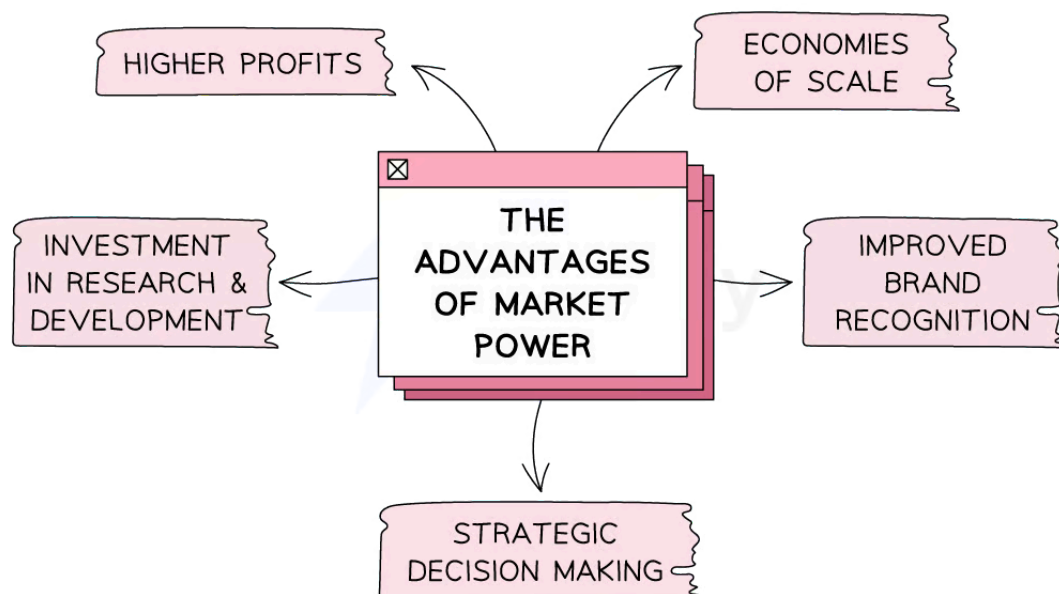 HIGHER PROFITS
ECONOMIES
OF SCALE
THE
ADVANTAGES
OF MARKET
POWER
INVESTMENT
IN RESEARCH &
DEVELOPMENT
IMPROVED
BRAND
RECOGNITION
STRATEGIC
DECISION MAKING